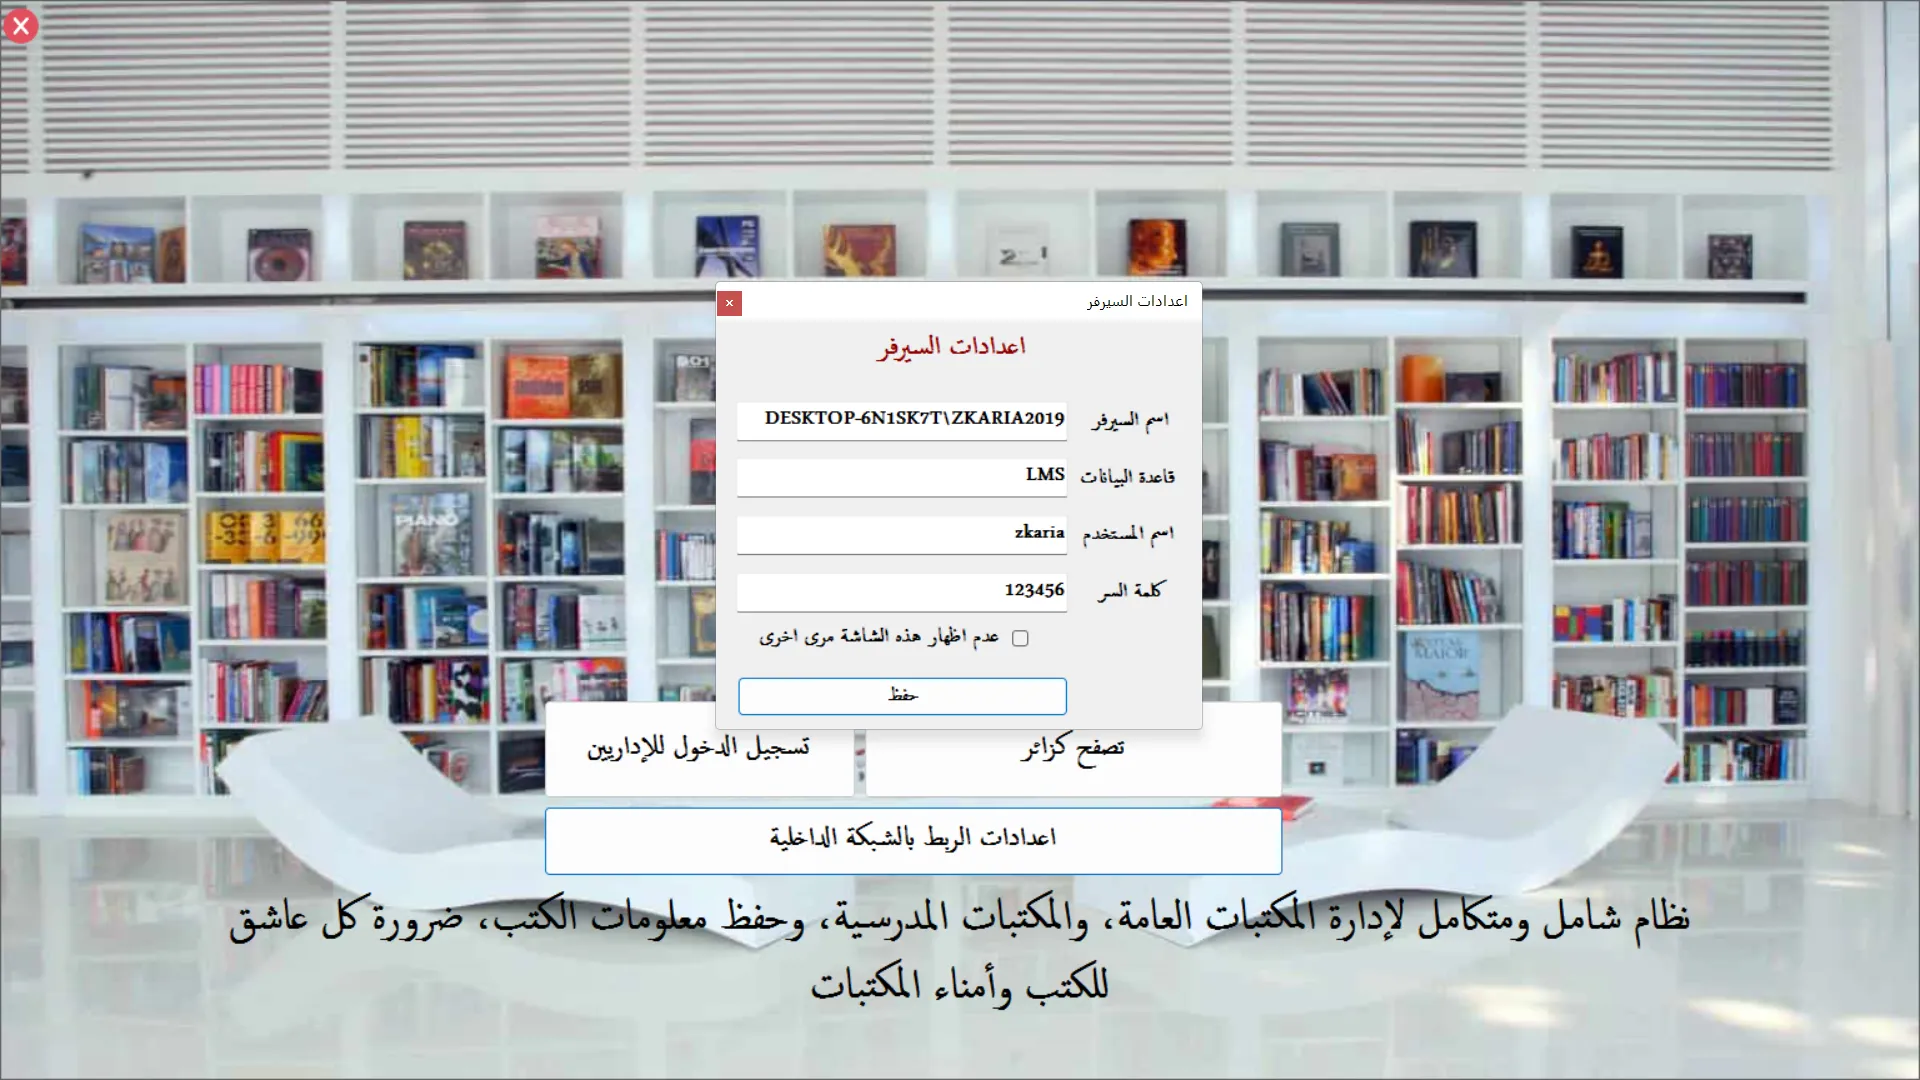 اعدادات السيرفر
اعدادات السيرفر
اسم السيرفر DESKTOP-6N1SK7T\ZKARIA2019
قاعدة البيانات LMS
اسم المستخدم zkaria
كلمة السر 123456
عدم اظهار هذه الشاشة مرى اخرى
حفظ
تصفح كزائر
تسجيل الدخول للإداريين
اعدادات الربط بالشبكة الداخلية
نظام شامل ومتكامل لإدارة المكتبات العامة، والمكتبات المدرسية، وحفظ معلومات الكتب، ضرورة كل عاشق
للكتب وأمناء المكتبات
PIANO